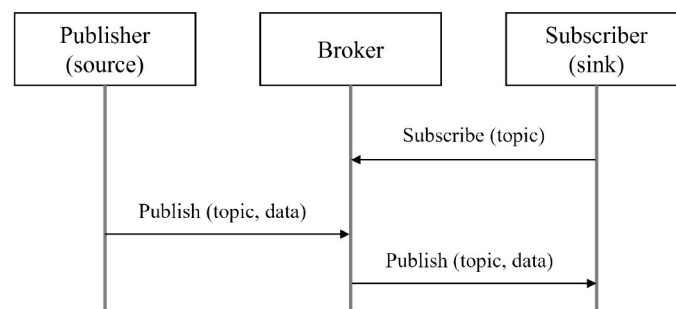 Publisher
(source)
Broker
Subscriber
(sink)
Subscribe (topic)
Publish (topic, data)
Publish (topic, data)